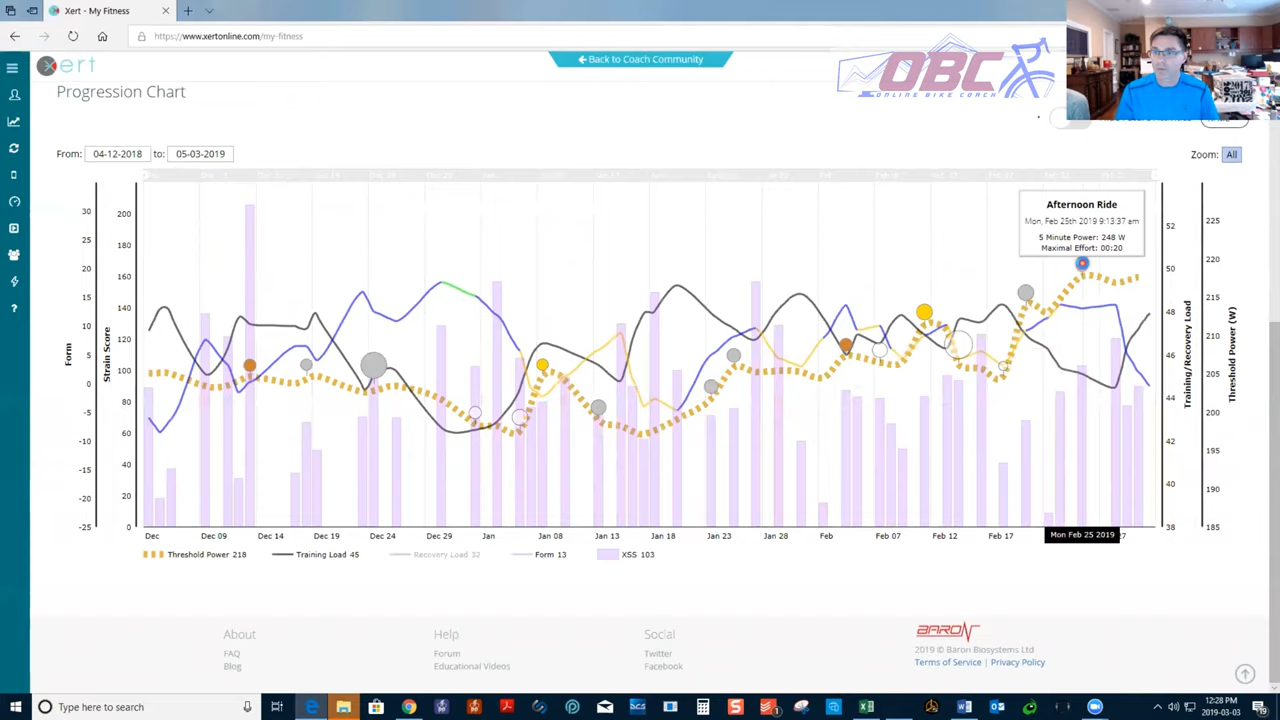 Xert - My Fitness
https://www.xertonline.com/my-fitness
xert
Back to Coach Community
OBC
ONLINE BIKE COACH
Progression Chart
From: 04-12-2018 to: 05-03-2019
Zoom: All
Afternoon Ride
Mon, Feb 25th 2019 9:13:37 am
5 Minute Power: 248 W
Maximal Effort: 00:20
Form
30
25
20
15
10
5
0
-5
-10
-15
-20
-25
Strain Score
200
180
160
140
120
100
80
60
40
20
0
52
50
48
46
44
42
40
38
Training/Recovery Load
225
220
215
210
205
200
195
190
185
Threshold Power (W)
Dec Dec 09 Dec 14 Dec 19 Dec 24 Dec 29 Jan Jan 08 Jan 13 Jan 18 Jan 23 Jan 28 Feb Feb 07 Feb 12 Feb 17 Mon Feb 25 2019 27
Threshold Power 218 Training Load 45 Recovery Load 32 Form 13 XSS 103
About
FAQ
Blog
Help
Forum
Educational Videos
Social
Twitter
Facebook
BARON
2019 © Baron Biosystems Ltd
Terms of Service | Privacy Policy
Type here to search
12:28 PM
2019-03-03